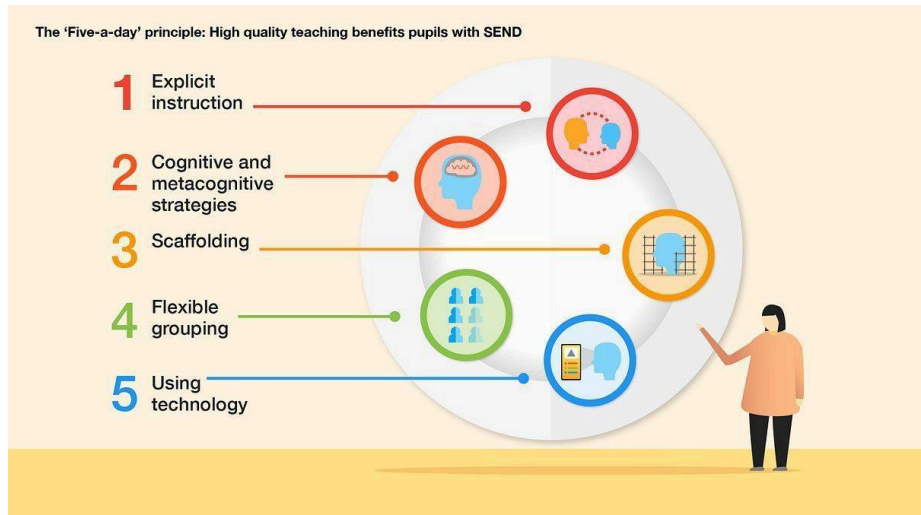 The ‘Five-a-day’ principle: High quality teaching benefits pupils with SEND
1 Explicit
instruction
2 Cognitive and
metacognitive
strategies
3 Scaffolding
4 Flexible
grouping
5 Using
technology